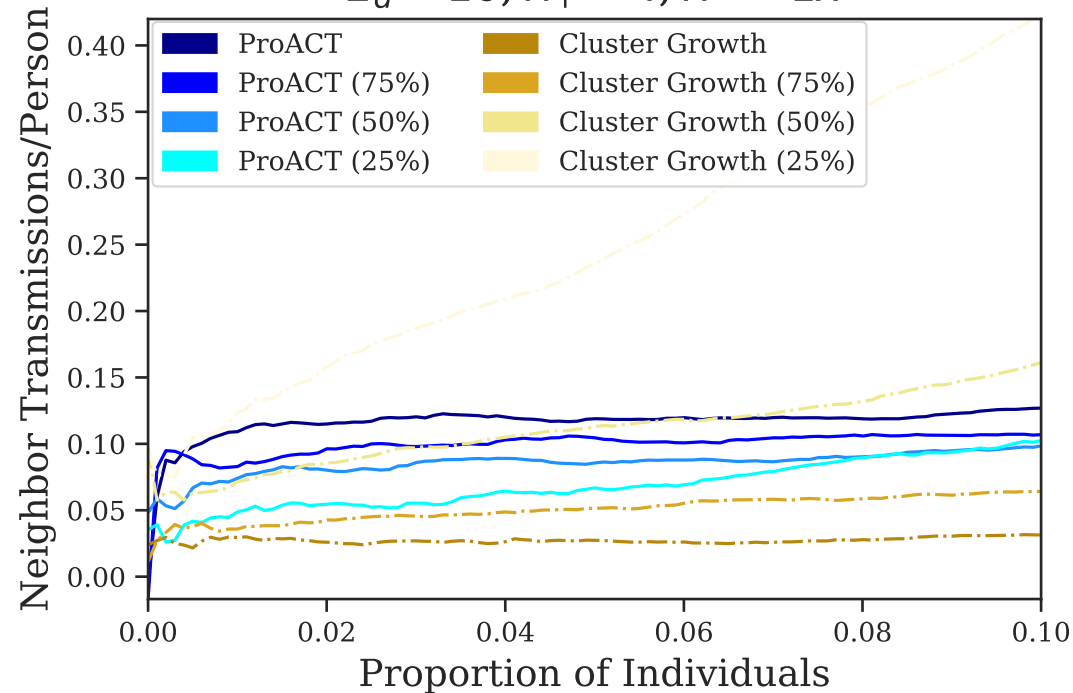 Neighbor Transmissions/Person
0.40
0.35
0.30
0.25
0.20
0.15
0.10
0.05
0.00
ProACT
ProACT (75%)
ProACT (50%)
ProACT (25%)
Cluster Growth
Cluster Growth (75%)
Cluster Growth (50%)
Cluster Growth (25%)
0.00 0.02 0.04 0.06 0.08 0.10
Proportion of Individuals